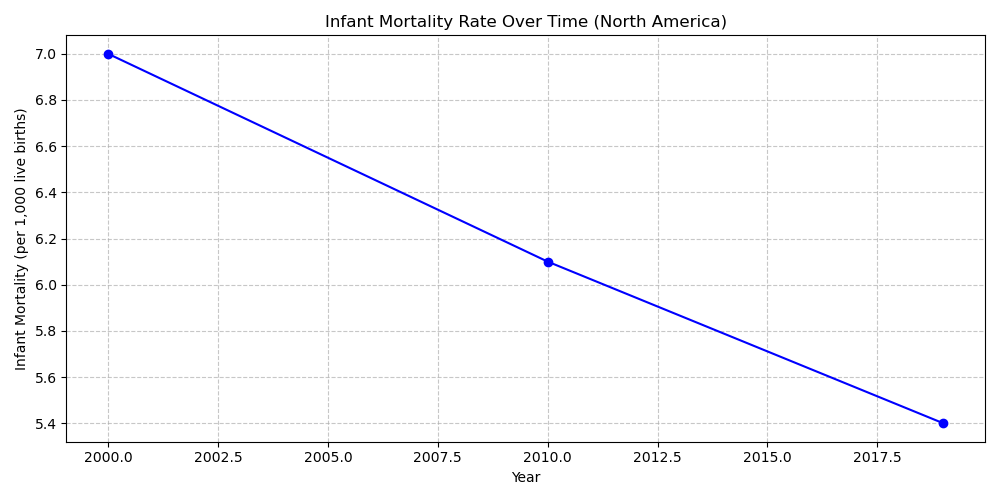 Infant Mortality Rate Over Time (North America)
Infant Mortality (per 1,000 live births)
7.0
6.8
6.6
6.4
6.2
6.0
5.8
5.6
5.4
2000.0 2002.5 2005.0 2007.5 2010.0 2012.5 2015.0 2017.5
Year